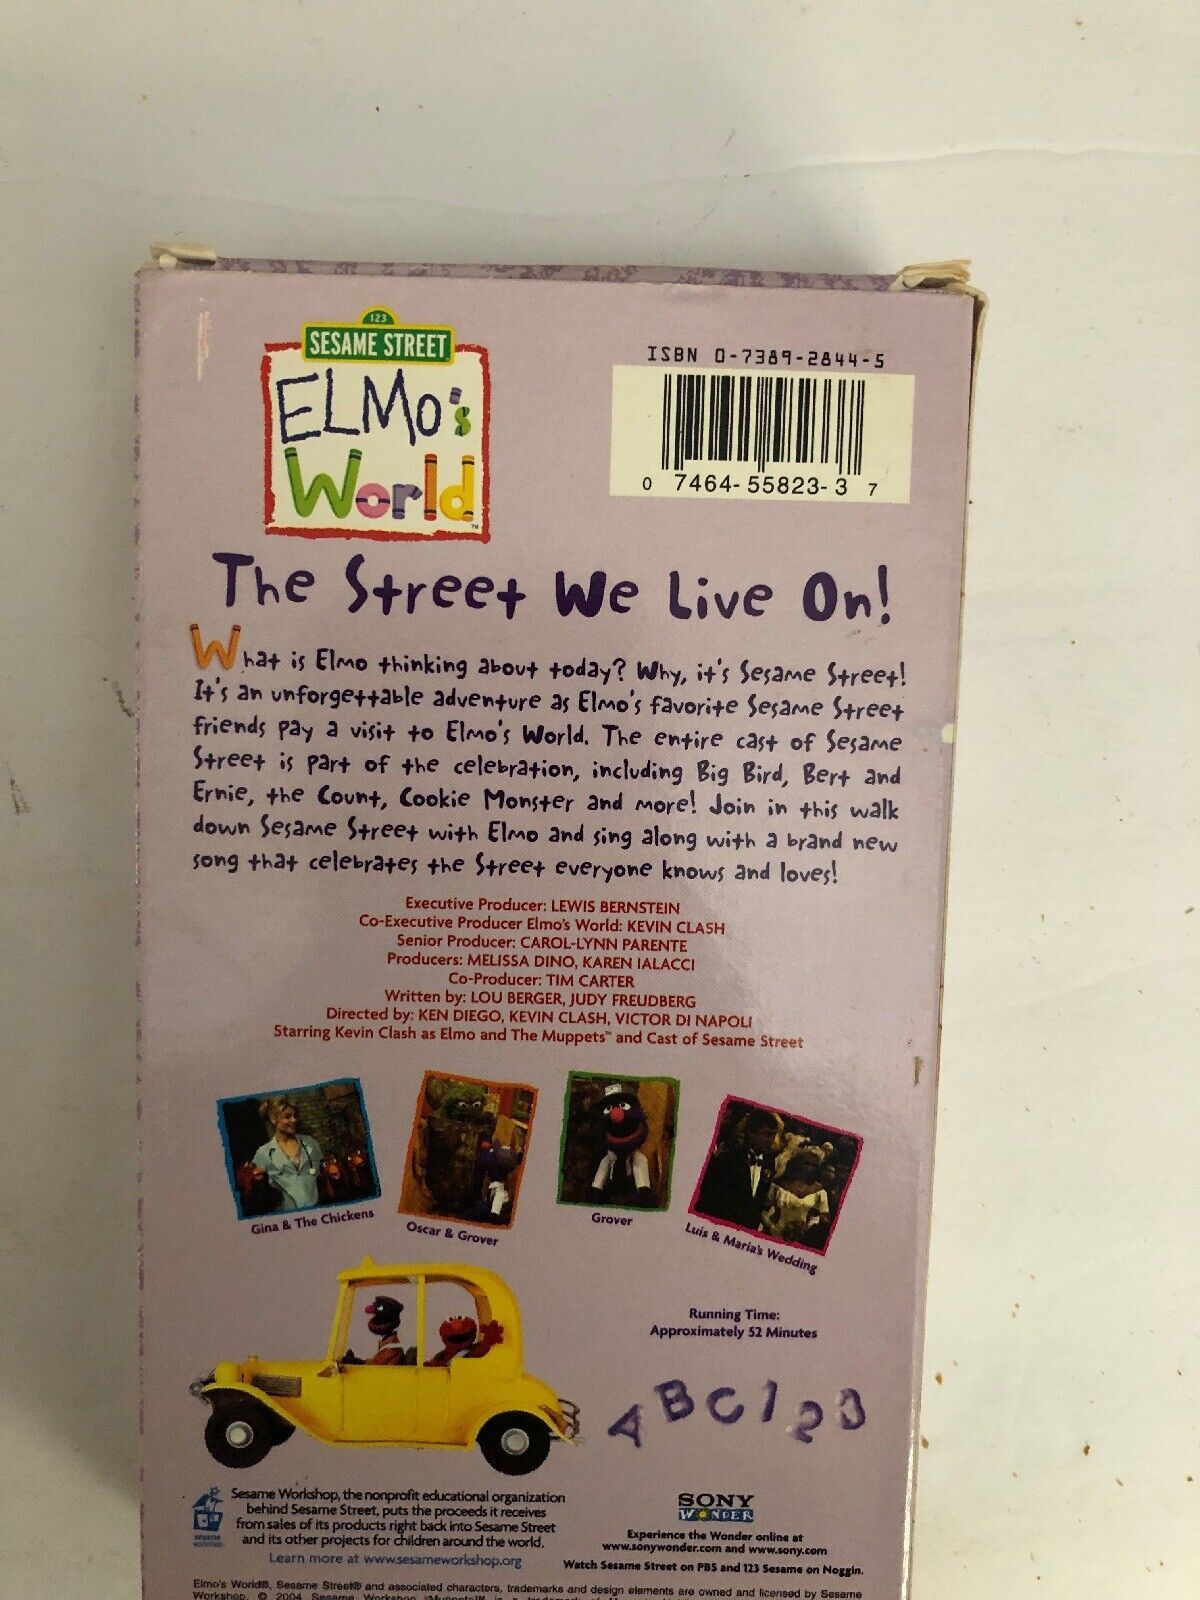 123
SESAME STREET
ELMO's
World™
ISBN 0-7389-2844-5
0 7464-55823-3 7
The Street We Live On!
What is Elmo thinking about today? Why, it's Sesame Street!
It's an unforgettable adventure as Elmo's favorite Sesame Street
friends pay a visit to Elmo's World. The entire cast of Sesame
Street is part of the celebration, including Big Bird, Bert and
Ernie, the Count, Cookie Monster and more! Join in this walk
down Sesame Street with Elmo and sing along with a brand new
song that celebrates the Street everyone knows and loves!
Executive Producer: LEWIS BERNSTEIN
Co-Executive Producer Elmo's World: KEVIN CLASH
Senior Producer: CAROL-LYNN PARENTE
Producers: MELISSA DINO, KAREN IALACCI
Co-Producer: TIM CARTER
Written by: LOU BERGER, JUDY FREUDBERG
Directed by: KEN DIEGO, KEVIN CLASH, VICTOR DI NAPOLI
Starring Kevin Clash as Elmo and The Muppets™ and Cast of Sesame Street
Gina & The Chickens
Oscar & Grover
Grover
Luis & Maria's Wedding
Running Time:
Approximately 52 Minutes
A B C 1 2 3
Sesame Workshop, the nonprofit educational organization
behind Sesame Street, puts the proceeds it receives
from sales of its products right back into Sesame Street
and its other projects for children around the world.
Learn more at www.sesameworkshop.org
sesame
workshop
SONY
WONDER
Experience the Wonder online at
www.sonywonder.com and www.sony.com
Watch Sesame Street on PBS and 123 Sesame on Noggin.
Elmo's World®, Sesame Street® and associated characters, trademarks and design elements are owned and licensed by Sesame
Workshop. © 2004 Sesame Workshop